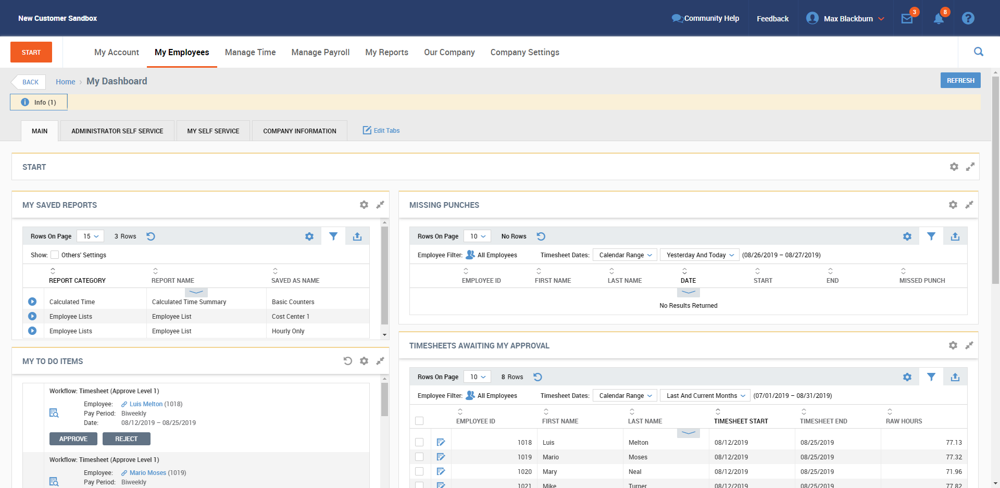 New Customer Sandbox
Community Help
Feedback
Max Blackburn
3
8
START
My Account
My Employees
Manage Time
Manage Payroll
My Reports
Our Company
Company Settings
BACK
Home › My Dashboard
REFRESH
Info (1)
MAIN
ADMINISTRATOR SELF SERVICE
MY SELF SERVICE
COMPANY INFORMATION
Edit Tabs
START
MY SAVED REPORTS
Rows On Page 15 3 Rows
Show: Others' Settings
REPORT CATEGORY REPORT NAME SAVED AS NAME
Calculated Time Calculated Time Summary Basic Counters
Employee Lists Employee List Cost Center 1
Employee Lists Employee List Hourly Only
MY TO DO ITEMS
Workflow: Timesheet (Approve Level 1)
Employee: Luis Melton (1018)
Pay Period: Biweekly
Date: 08/12/2019 – 08/25/2019
APPROVE REJECT
Workflow: Timesheet (Approve Level 1)
Employee: Mario Moses (1019)
Pay Period: Biweekly
MISSING PUNCHES
Rows On Page 10 No Rows
Employee Filter: All Employees Timesheet Dates: Calendar Range Yesterday And Today (08/26/2019 – 08/27/2019)
EMPLOYEE ID FIRST NAME LAST NAME DATE START END MISSED PUNCH
No Results Returned
TIMESHEETS AWAITING MY APPROVAL
Rows On Page 10 8 Rows
Employee Filter: All Employees Timesheet Dates: Calendar Range Last And Current Months (07/01/2019 – 08/31/2019)
EMPLOYEE ID FIRST NAME LAST NAME TIMESHEET START TIMESHEET END RAW HOURS
1018 Luis Melton 08/12/2019 08/25/2019 77.13
1019 Mario Moses 08/12/2019 08/25/2019 77.32
1020 Mary Neal 08/12/2019 08/25/2019 71.96
1021 Mike Turner 08/12/2019 08/25/2019 77.82